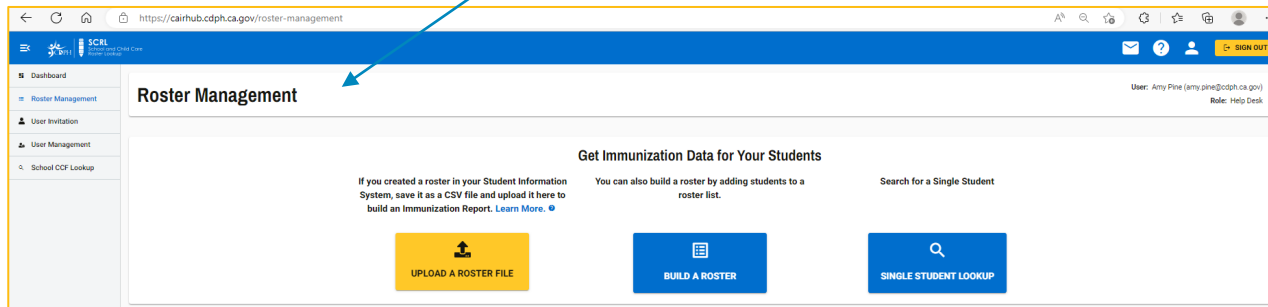 https://cairhub.cdph.ca.gov/roster-management
CDPH
SCRL
School and Child Care
Roster Lookup
SIGN OUT
Dashboard
Roster Management
User Invitation
User Management
School CCF Lookup
Roster Management
User: Amy Pine (amy.pine@cdph.ca.gov)
Role: Help Desk
Get Immunization Data for Your Students
If you created a roster in your Student Information
System, save it as a CSV file and upload it here to
build an Immunization Report. Learn More.
UPLOAD A ROSTER FILE
You can also build a roster by adding students to a
roster list.
BUILD A ROSTER
Search for a Single Student
SINGLE STUDENT LOOKUP